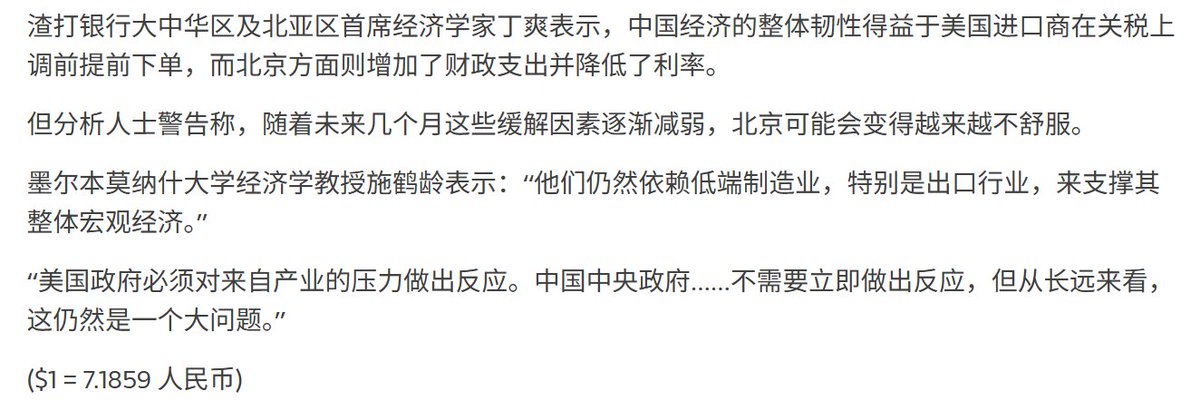 渣打银行大中华区及北亚区首席经济学家丁爽表示，中国经济的整体韧性得益于美国进口商在关税上
调前提前下单，而北京方面则增加了财政支出并降低了利率。
但分析人士警告称，随着未来几个月这些缓解因素逐渐减弱，北京可能会变得越来越不舒服。
墨尔本莫纳什大学经济学教授施鹤龄表示：“他们仍然依赖低端制造业，特别是出口行业，来支撑其
整体宏观经济。”
“美国政府必须对来自产业的压力做出反应。中国中央政府......不需要立即做出反应，但从长远来看，
这仍然是一个大问题。”
($1 = 7.1859 人民币)